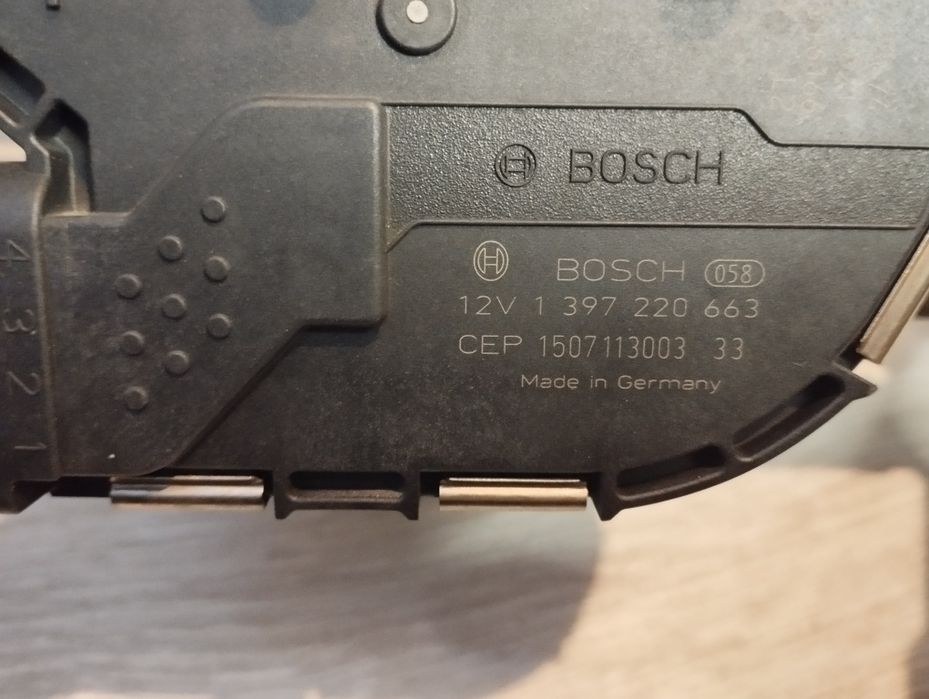 BOSCH
BOSCH 058
12V 1 397 220 663
CEP 1507113003 33
Made in Germany
4
3
2
1